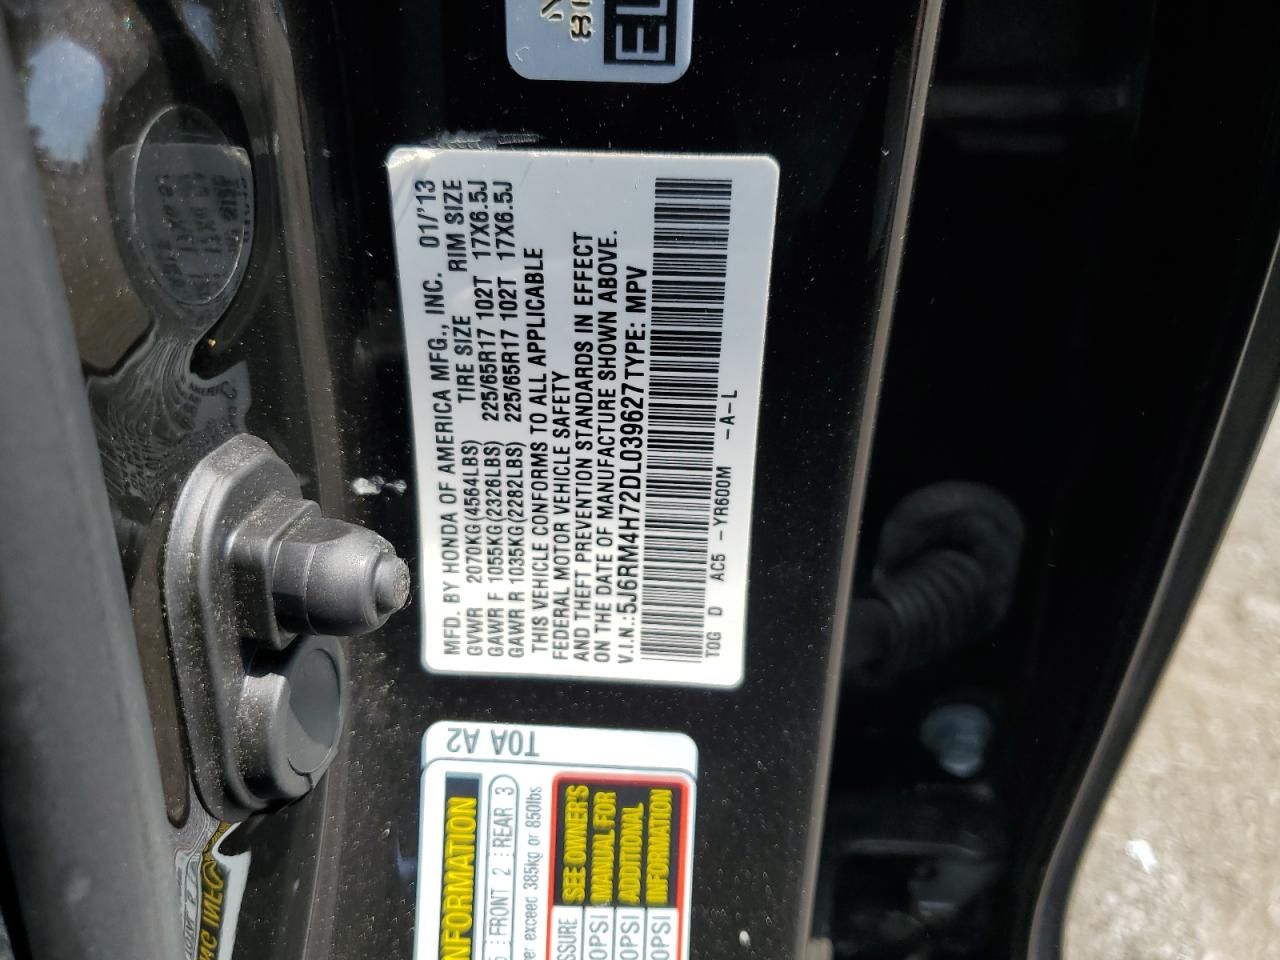 MFD. BY HONDA OF AMERICA MFG., INC. 01/'13
GVWR 2070KG(4564LBS) TIRE SIZE RIM SIZE
GAWR F 1055KG(2326LBS) 225/65R17 102T 17X6.5J
GAWR R 1035KG(2282LBS) 225/65R17 102T 17X6.5J
THIS VEHICLE CONFORMS TO ALL APPLICABLE
FEDERAL MOTOR VEHICLE SAFETY
AND THEFT PREVENTION STANDARDS IN EFFECT
ON THE DATE OF MANUFACTURE SHOWN ABOVE.
V.I.N.:5J6RM4H72DL039627 TYPE: MPV
TOG D AC5 -YR600M -A-L
T0A A2
FRONT 2 REAR 3
exceed 385kg or 850lbs
SEE OWNER'S
MANUAL FOR
ADDITIONAL
INFORMATION